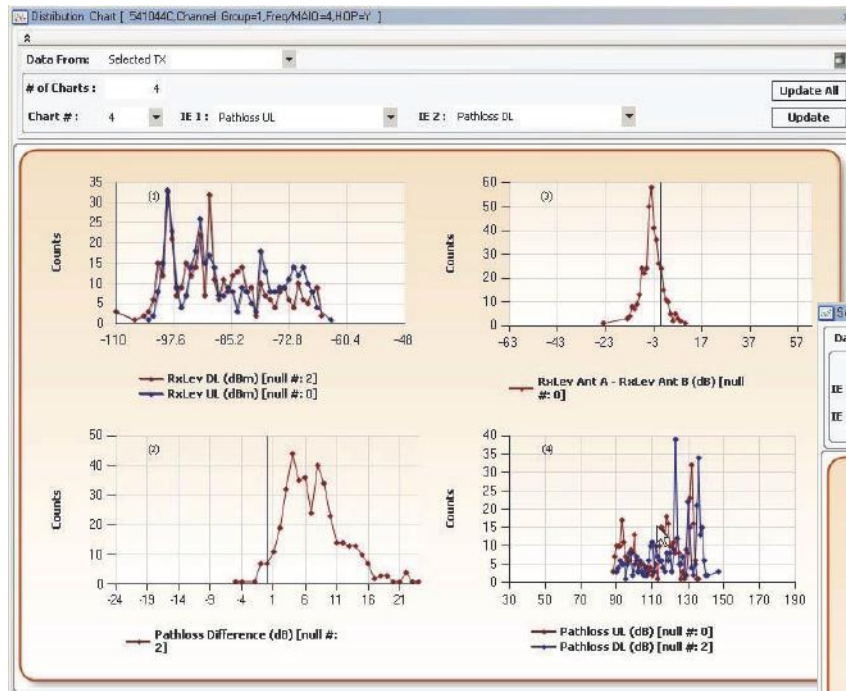 Distribution Chart [ 541044C,Channel Group=1,Freq/MAIO=4,HOP=Y ]
Data From: Selected TX
# of Charts : 4
Update All
Chart # : 4 IE 1 : Pathloss UL IE 2 : Pathloss DL Update
(1)
35
30
25
20
15
10
5
0
Counts
-110 -97.6 -85.2 -72.8 -60.4 -48
RxLev DL (dBm) [null #: 2]
RxLev UL (dBm) [null #: 0]
(3)
60
50
40
30
20
10
0
Counts
-63 -43 -23 -3 17 37 57
RxLev Ant A - RxLev Ant B (dB) [null
#: 0]
(2)
50
40
30
20
10
0
Counts
-24 -19 -14 -9 -4 1 6 11 16 21
Pathloss Difference (dB) [null #:
2]
(4)
40
35
30
25
20
15
10
5
0
Counts
30 50 70 90 110 130 150 170 190
Pathloss UL (dB) [null #: 0]
Pathloss DL (dB) [null #: 2]
IE
IE